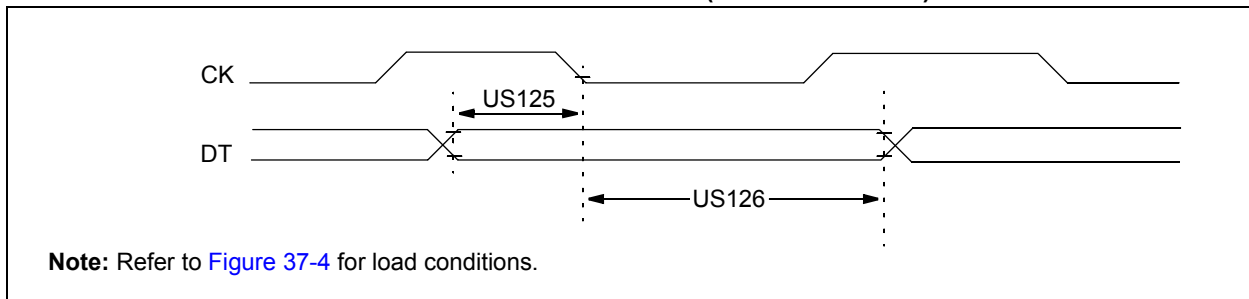 CK
US125
DT
US126
Note: Refer to Figure 37-4 for load conditions.